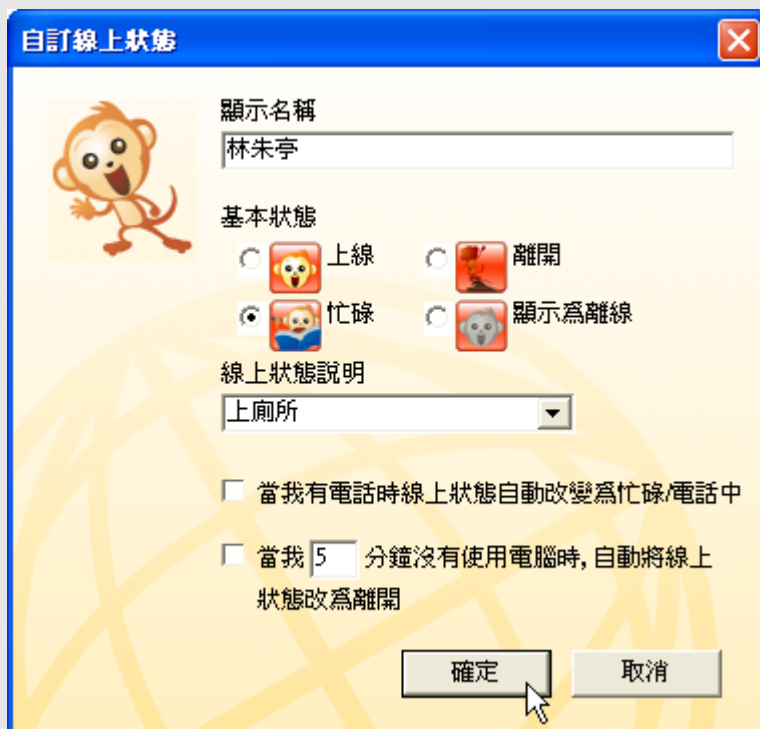 自訂線上狀態
顯示名稱
林朱亭
基本狀態
上線 離開
忙碌 顯示為離線
線上狀態說明
上廁所
當我有電話時線上狀態自動改變為忙碌/電話中
當我 5 分鐘沒有使用電腦時, 自動將線上
狀態改為離開
確定 取消